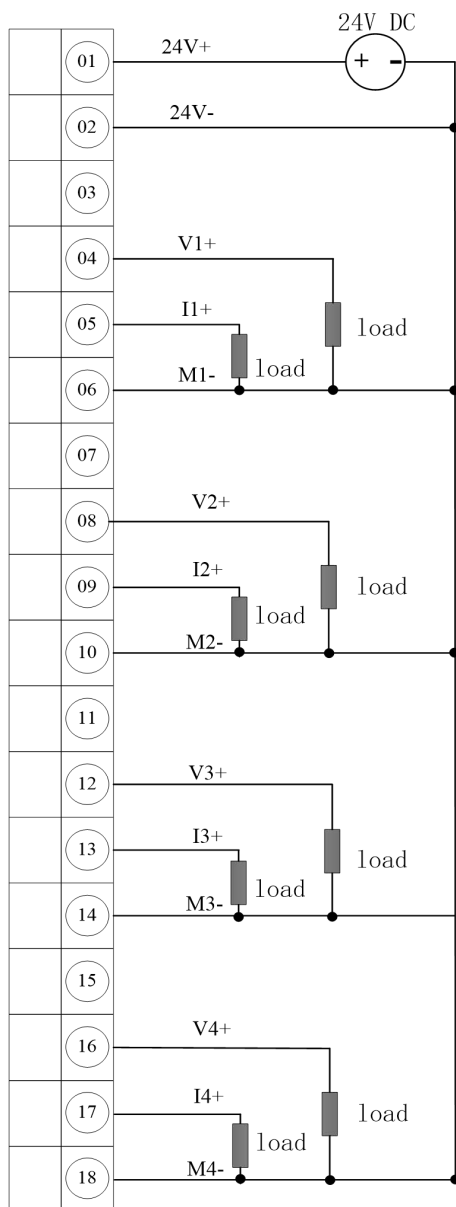 24V DC
01 24V+ + -
02 24V-
03
04 V1+
05 I1+ load
load
06 M1-
07
08 V2+
09 I2+ load
load
10 M2-
11
12 V3+
13 I3+ load
load
14 M3-
15
16 V4+
17 I4+ load
load
18 M4-